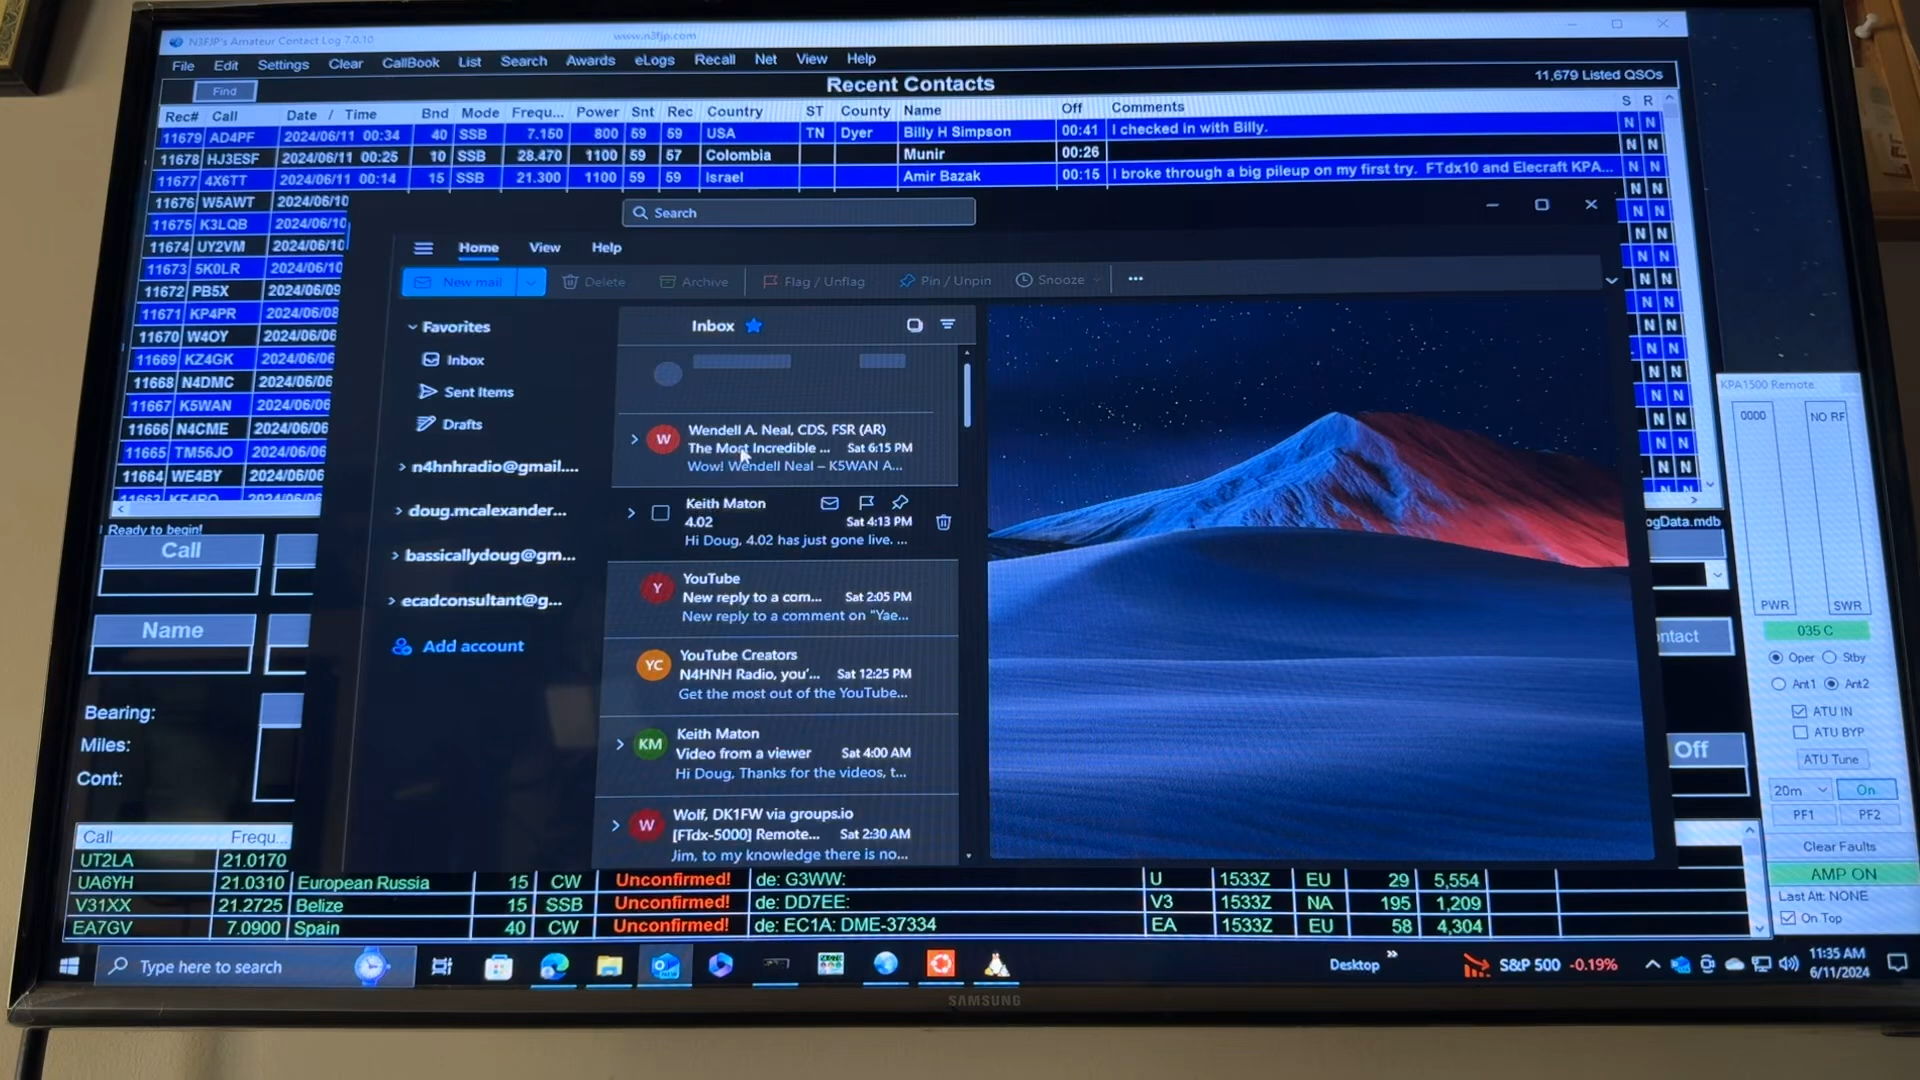 N3FJP's Amateur Contact Log 7.0.10
www.n3fjp.com
File Edit Settings Clear CallBook List Search Awards eLogs Recall Net View Help
Find
Recent Contacts
11,679 Listed QSOs
Rec# Call Date / Time Bnd Mode Frequ... Power Snt Rec Country ST County Name Off Comments S R
11679 AD4PF 2024/06/11 00:34 40 SSB 7.150 800 59 59 USA TN Dyer Billy H Simpson 00:41 I checked in with Billy. N N
11678 HJ3ESF 2024/06/11 00:25 10 SSB 28.470 1100 59 57 Colombia Munir 00:26 N N
11677 4X6TT 2024/06/11 00:14 15 SSB 21.300 1100 59 59 Israel Amir Bazak 00:15 I broke through a big pileup on my first try. FTdx10 and Elecraft KPA... N N
11676 W5AWT 2024/06/10 N N
11675 K3LQB 2024/06/10 N N
11674 UY2VM 2024/06/10 N N
11673 5K0LR 2024/06/10 N N
11672 PB5X 2024/06/09 N N
11671 KP4PR 2024/06/08 N N
11670 W4OY 2024/06/06 N N
11669 KZ4GK 2024/06/06 N N
11668 N4DMC 2024/06/06 N N
11667 K5WAN 2024/06/06 N N
11666 N4CME 2024/06/06 N N
11665 TM56JO 2024/06/06 N N
11664 WE4BY 2024/06/06 N N
Search
Home View Help
New mail Delete Archive Flag / Unflag Pin / Unpin Snooze ...
Favorites
Inbox
Sent Items
Drafts
n4hnhradio@gmail....
doug.mcalexander...
bassicallydoug@gm...
ecadconsultant@g...
Add account
Inbox
W
Wendell A. Neal, CDS, FSR (AR)
The Most Incredible ... Sat 6:15 PM
Wow! Wendell Neal – K5WAN A...
Keith Maton
4.02 Sat 4:13 PM
Hi Doug, 4.02 has just gone live. ...
Y
YouTube
New reply to a com... Sat 2:05 PM
New reply to a comment on "Yae...
YC
YouTube Creators
N4HNH Radio, you'... Sat 12:25 PM
Get the most out of the YouTube...
KM
Keith Maton
Video from a viewer Sat 4:00 AM
Hi Doug, Thanks for the videos, t...
W
Wolf, DK1FW via groups.io
[FTdx-5000] Remote... Sat 2:30 AM
Jim, to my knowledge there is no...
ogData.mdb
Ready to begin!
Call
Name
Bearing:
Miles:
Cont:
ntact
Off
KPA1500 Remote
0000 NO RF
PWR SWR
035 C
Oper Stby
Ant1 Ant2
ATU IN
ATU BYP
ATU Tune
20m On
PF1 PF2
Clear Faults
AMP ON
Last Att: NONE
On Top
Call Frequ...
UT2LA 21.0170
UA6YH 21.0310 European Russia 15 CW Unconfirmed! de: G3WW: U 1533Z EU 29 5,554
V31XX 21.2725 Belize 15 SSB Unconfirmed! de: DD7EE: V3 1533Z NA 195 1,209
EA7GV 7.0900 Spain 40 CW Unconfirmed! de: EC1A: DME-37334 EA 1533Z EU 58 4,304
Type here to search
Desktop
S&P 500 -0.19%
11:35 AM
6/11/2024
SAMSUNG